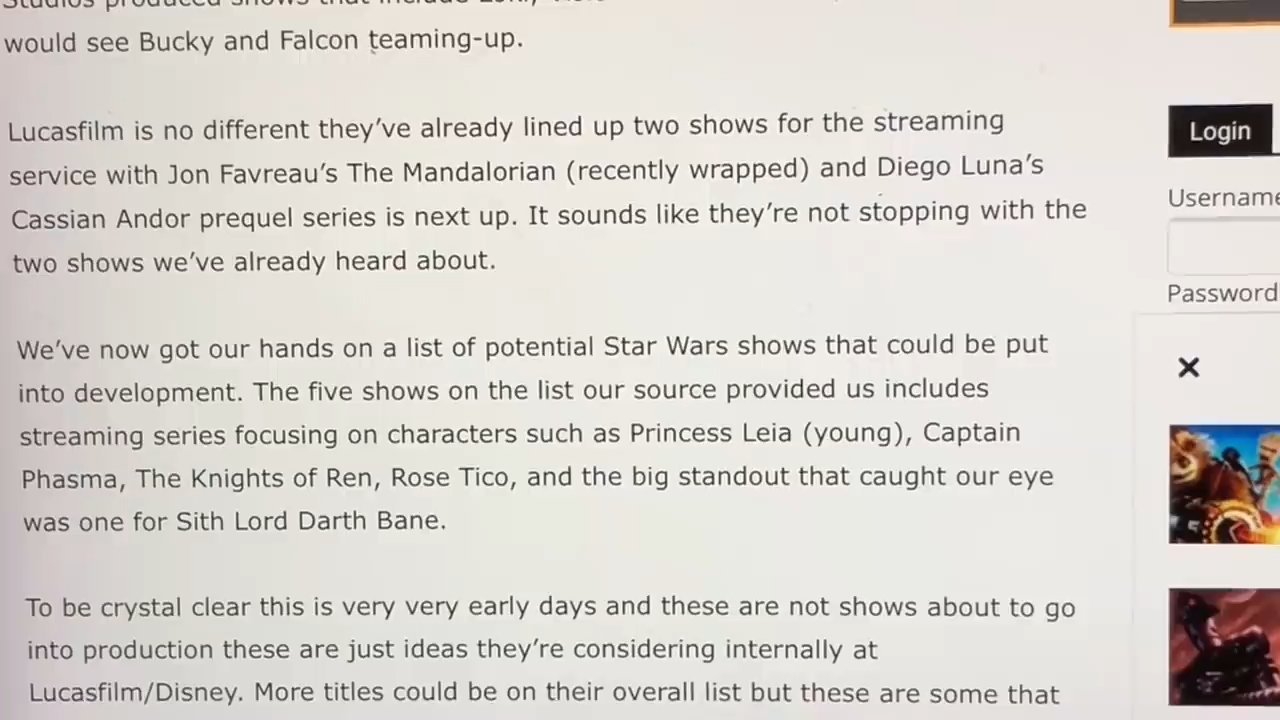 would see Bucky and Falcon teaming-up.
Lucasfilm is no different they’ve already lined up two shows for the streaming
service with Jon Favreau’s The Mandalorian (recently wrapped) and Diego Luna’s
Cassian Andor prequel series is next up. It sounds like they’re not stopping with the
two shows we’ve already heard about.
We’ve now got our hands on a list of potential Star Wars shows that could be put
into development. The five shows on the list our source provided us includes
streaming series focusing on characters such as Princess Leia (young), Captain
Phasma, The Knights of Ren, Rose Tico, and the big standout that caught our eye
was one for Sith Lord Darth Bane.
To be crystal clear this is very very early days and these are not shows about to go
into production these are just ideas they’re considering internally at
Lucasfilm/Disney. More titles could be on their overall list but these are some that
Login
Username
Password